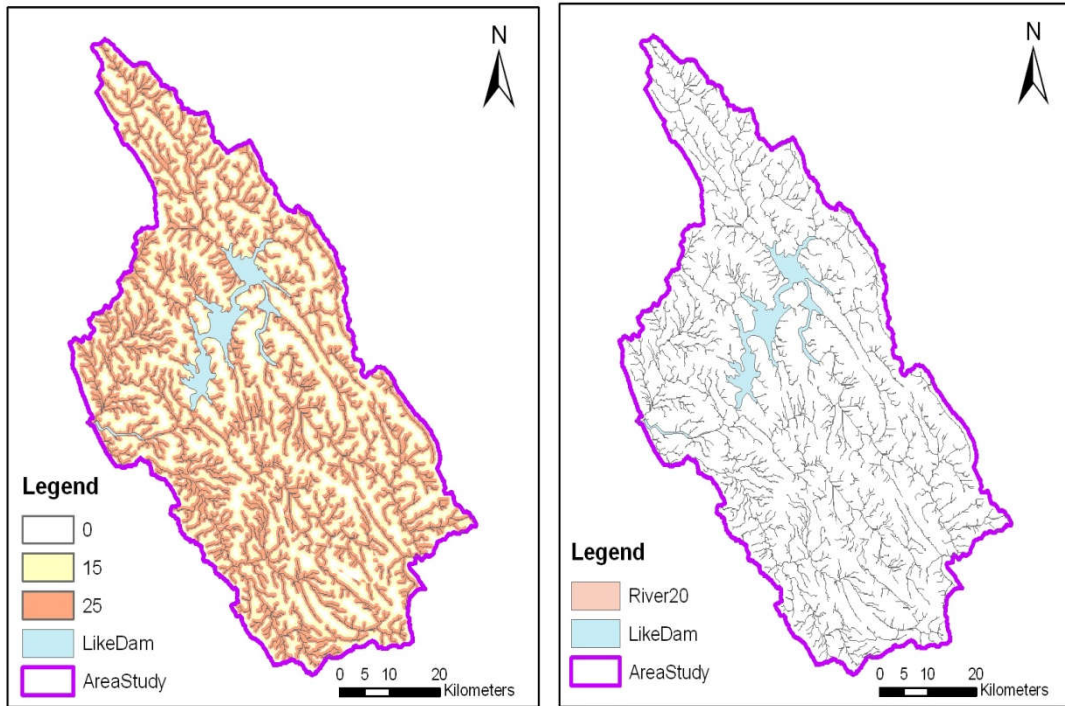 N
Legend
0
15
25
LikeDam
AreaStudy
0 5 10 20
Kilometers
N
Legend
River20
LikeDam
AreaStudy
0 5 10 20
Kilometers